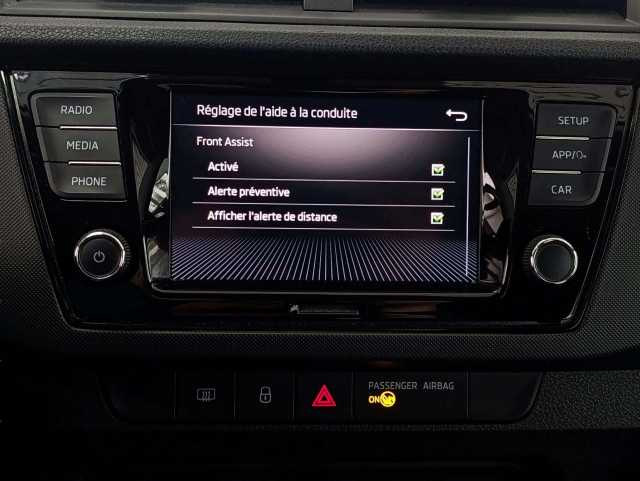 RADIO
MEDIA
PHONE
Réglage de l'aide à la conduite
Front Assist
Activé
Alerte préventive
Afficher l'alerte de distance
SETUP
APP/
CAR
PASSENGER AIRBAG
ON